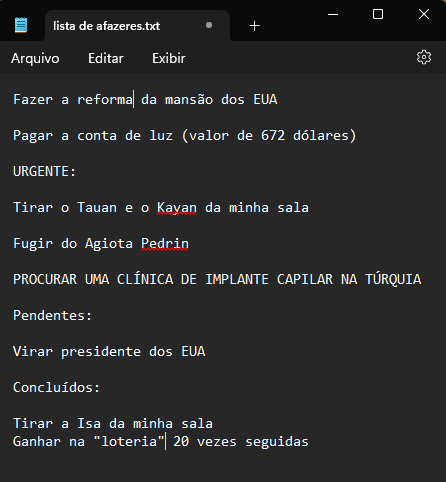 lista de afazeres.txt
Arquivo Editar Exibir
Fazer a reforma da mansão dos EUA
Pagar a conta de luz (valor de 672 dólares)
URGENTE:
Tirar o Tauan e o Kayan da minha sala
Fugir do Agiota Pedrin
PROCURAR UMA CLÍNICA DE IMPLANTE CAPILAR NA TÚRQUIA
Pendentes:
Virar presidente dos EUA
Concluídos:
Tirar a Isa da minha sala
Ganhar na "loteria" 20 vezes seguidas